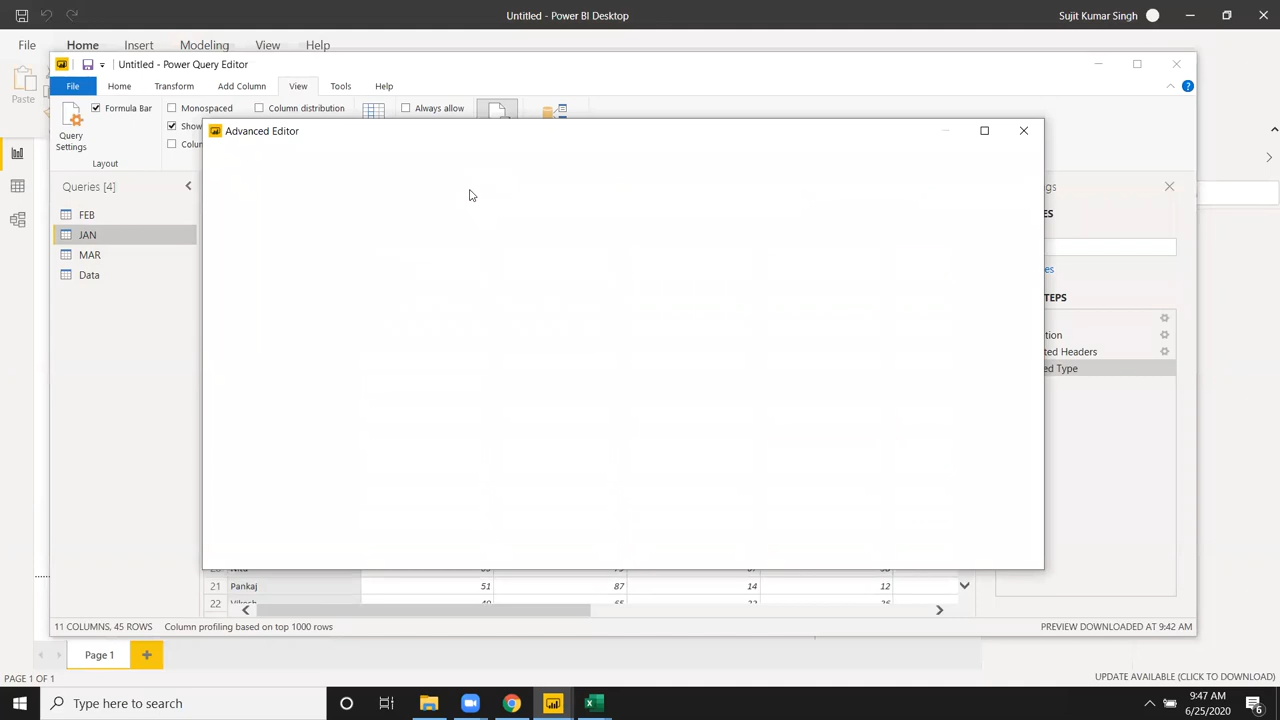 Untitled - Power BI Desktop
Sujit Kumar Singh
File Home Insert Modeling View Help
Paste
Untitled - Power Query Editor
File Home Transform Add Column View Tools Help
Query Settings
Formula Bar
Monospaced
Column distribution
Always allow
Show
Colu
Layout
Advanced Editor
Queries [4]
FEB
JAN
MAR
Data
gs
ES
es
TEPS
tion
ted Headers
ed Type
21 Pankaj 51 87 14 12
22
11 COLUMNS, 45 ROWS Column profiling based on top 1000 rows
PREVIEW DOWNLOADED AT 9:42 AM
Page 1
PAGE 1 OF 1
UPDATE AVAILABLE (CLICK TO DOWNLOAD)
Type here to search
9:47 AM
6/25/2020
6